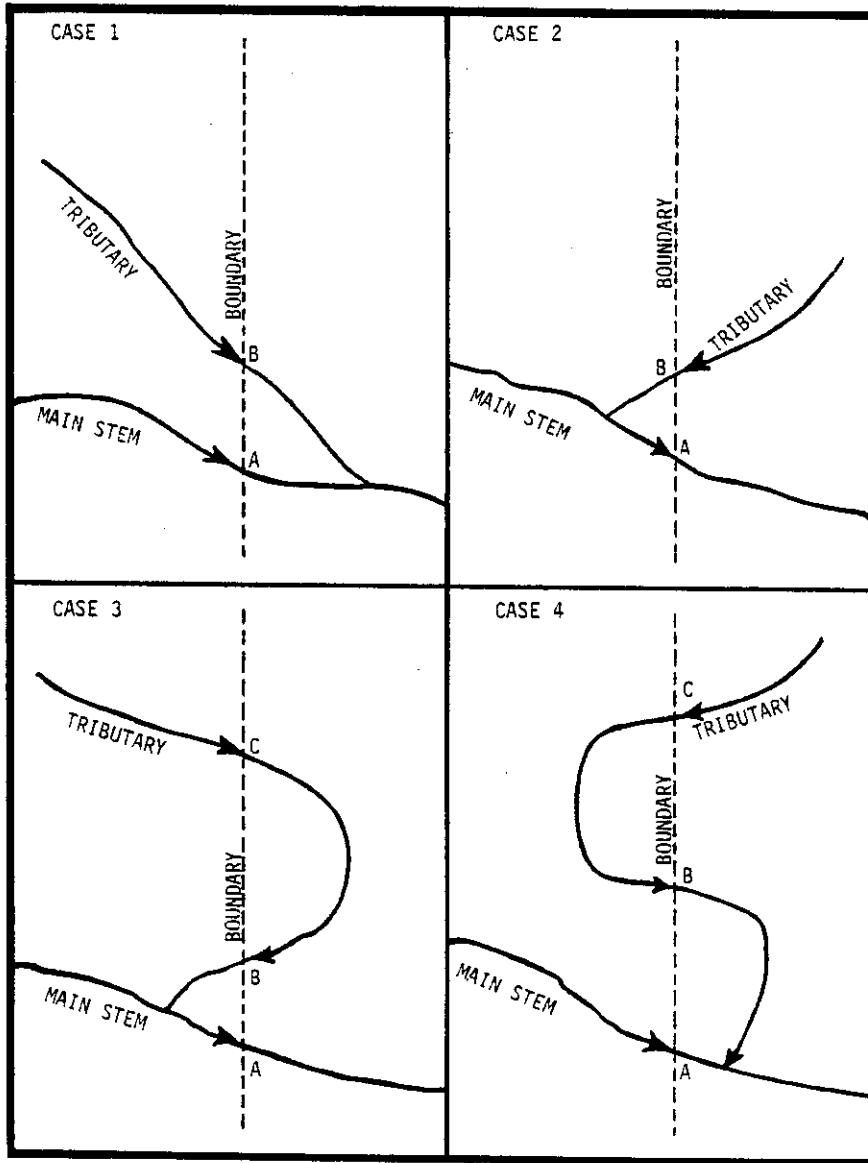 CASE 1
TRIBUTARY
BOUNDARY
B
MAIN STEM
A
CASE 2
BOUNDARY
TRIBUTARY
B
MAIN STEM
A
CASE 3
TRIBUTARY
C
BOUNDARY
B
MAIN STEM
A
CASE 4
C
TRIBUTARY
BOUNDARY
B
MAIN STEM
A